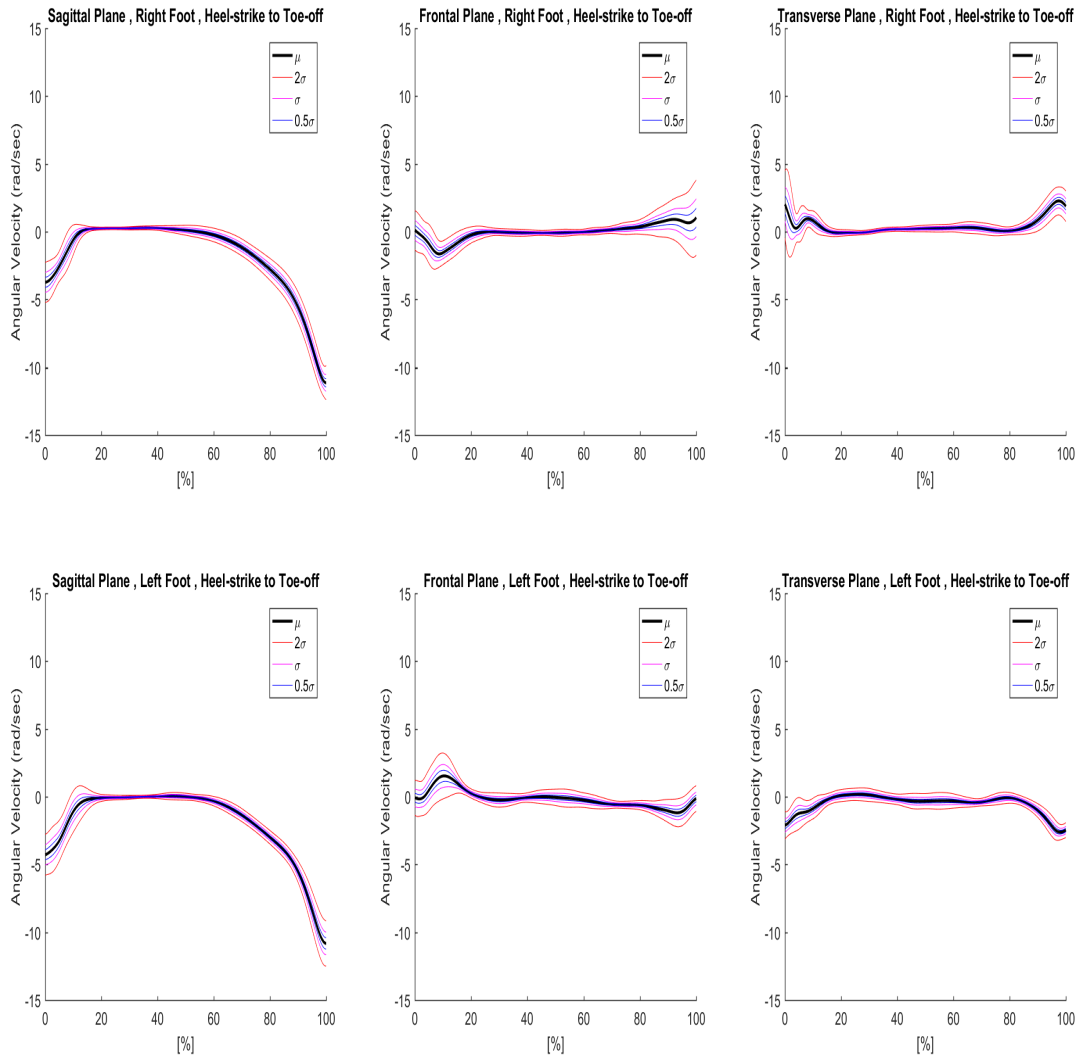 Sagittal Plane , Right Foot , Heel-strike to Toe-off
15
10
5
0
-5
-10
-15
0 20 40 60 80 100
Angular Velocity (rad/sec)
[%]
μ
2σ
σ
0.5σ
Frontal Plane , Right Foot , Heel-strike to Toe-off
15
10
5
0
-5
-10
-15
0 20 40 60 80 100
Angular Velocity (rad/sec)
[%]
μ
2σ
σ
0.5σ
Transverse Plane , Right Foot , Heel-strike to Toe-off
15
10
5
0
-5
-10
-15
0 20 40 60 80 100
Angular Velocity (rad/sec)
[%]
μ
2σ
σ
0.5σ
Sagittal Plane , Left Foot , Heel-strike to Toe-off
15
10
5
0
-5
-10
-15
0 20 40 60 80 100
Angular Velocity (rad/sec)
[%]
μ
2σ
σ
0.5σ
Frontal Plane , Left Foot , Heel-strike to Toe-off
15
10
5
0
-5
-10
-15
0 20 40 60 80 100
Angular Velocity (rad/sec)
[%]
μ
2σ
σ
0.5σ
Transverse Plane , Left Foot , Heel-strike to Toe-off
15
10
5
0
-5
-10
-15
0 20 40 60 80 100
Angular Velocity (rad/sec)
[%]
μ
2σ
σ
0.5σ